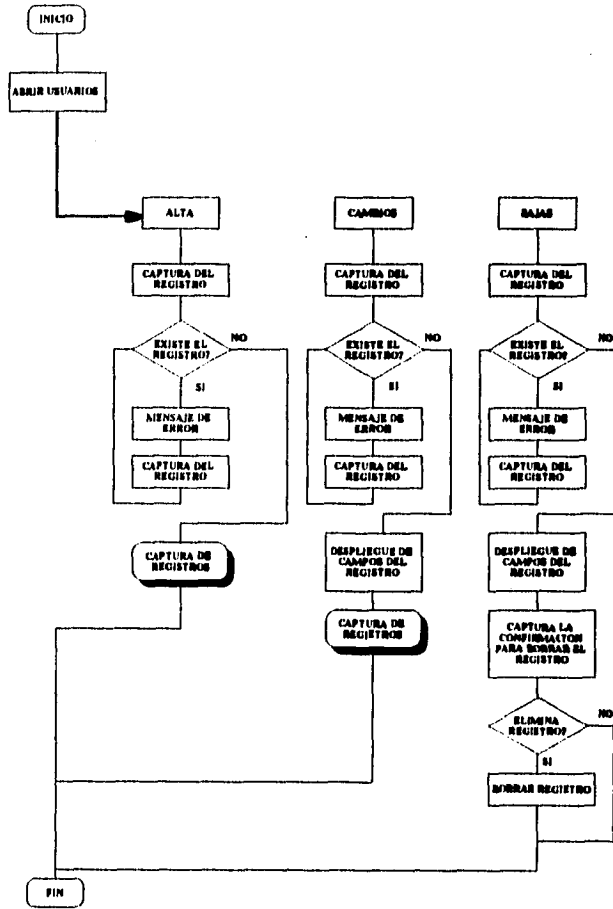 INICIO
ABRIR USUARIOS
ALTA
CAPTURA DEL
REGISTRO
EXISTE EL
REGISTRO?
NO
SI
MENSAJE DE
ERROR
CAPTURA DEL
REGISTRO
CAPTURA DE
REGISTROS
CAMBIOS
CAPTURA DEL
REGISTRO
EXISTE EL
REGISTRO?
NO
SI
MENSAJE DE
ERROR
CAPTURA DEL
REGISTRO
DESPLIEGUE DE
CAMPOS DEL
REGISTRO
CAPTURA DE
REGISTROS
BAJAS
CAPTURA DEL
REGISTRO
EXISTE EL
REGISTRO?
NO
SI
MENSAJE DE
ERROR
CAPTURA DEL
REGISTRO
DESPLIEGUE DE
CAMPOS DEL
REGISTRO
CAPTURA LA
CONFIRMACION
PARA BORRAR EL
REGISTRO
ELIMINA
REGISTRO?
NO
SI
BORRAR REGISTRO
FIN